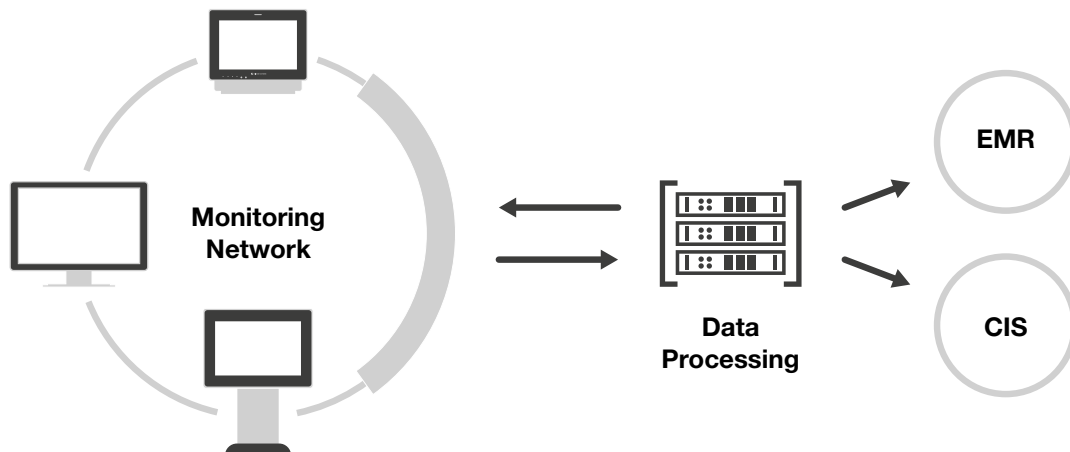 Monitoring
Network
Data
Processing
EMR
CIS